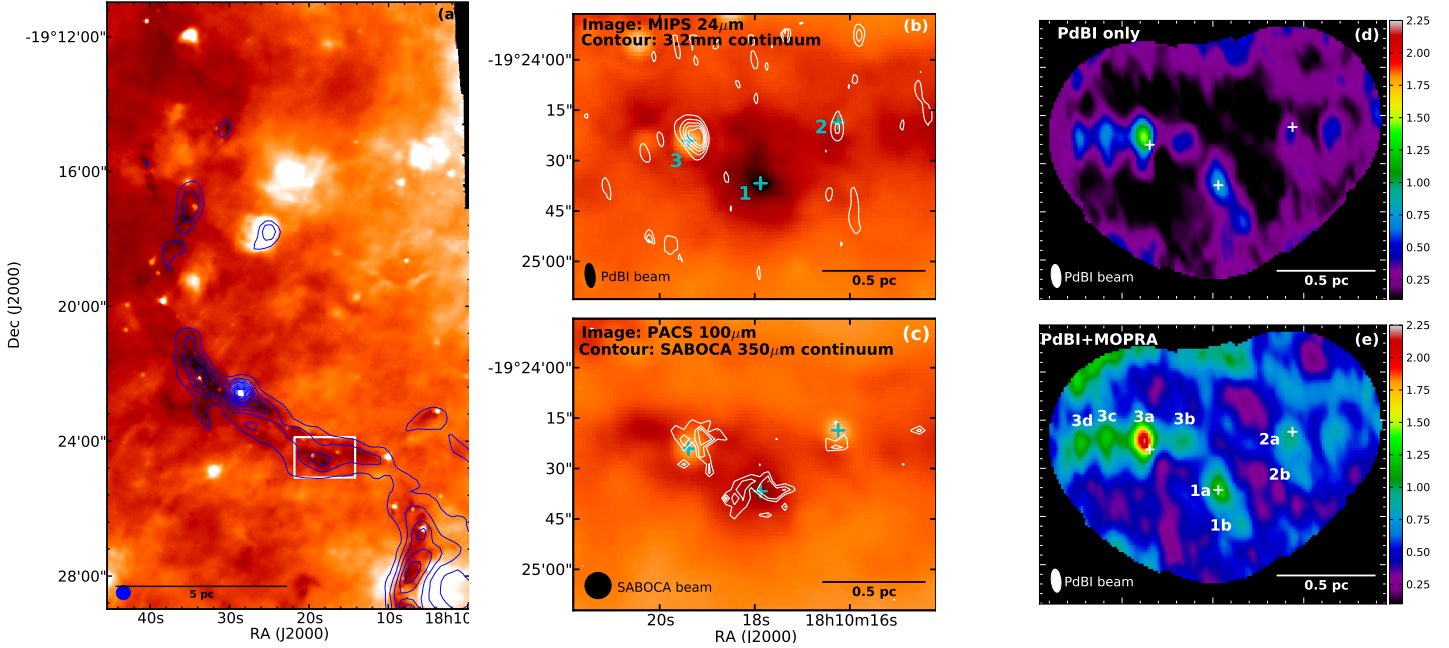 (a)
-19°12'00"
16'00"
20'00"
24'00"
28'00"
Dec (J2000)
5 pc
40s
30s
20s
10s
18h10
RA (J2000)
Image: MIPS 24μm
(b)
Contour: 3.2mm continuum
-19°24'00"
15"
30"
45"
25'00"
2
3
1
PdBI beam
0.5 pc
Image: PACS 100μm
(c)
Contour: SABOCA 350μm continuum
-19°24'00"
15"
30"
45"
25'00"
SABOCA beam
0.5 pc
20s
18s
18h10m16s
RA (J2000)
PdBI only
(d)
PdBI beam
0.5 pc
2.25
2.00
1.75
1.50
1.25
1.00
0.75
0.50
0.25
PdBI+MOPRA
(e)
3d
3c
3a
3b
2a
2b
1a
1b
PdBI beam
0.5 pc
2.25
2.00
1.75
1.50
1.25
1.00
0.75
0.50
0.25